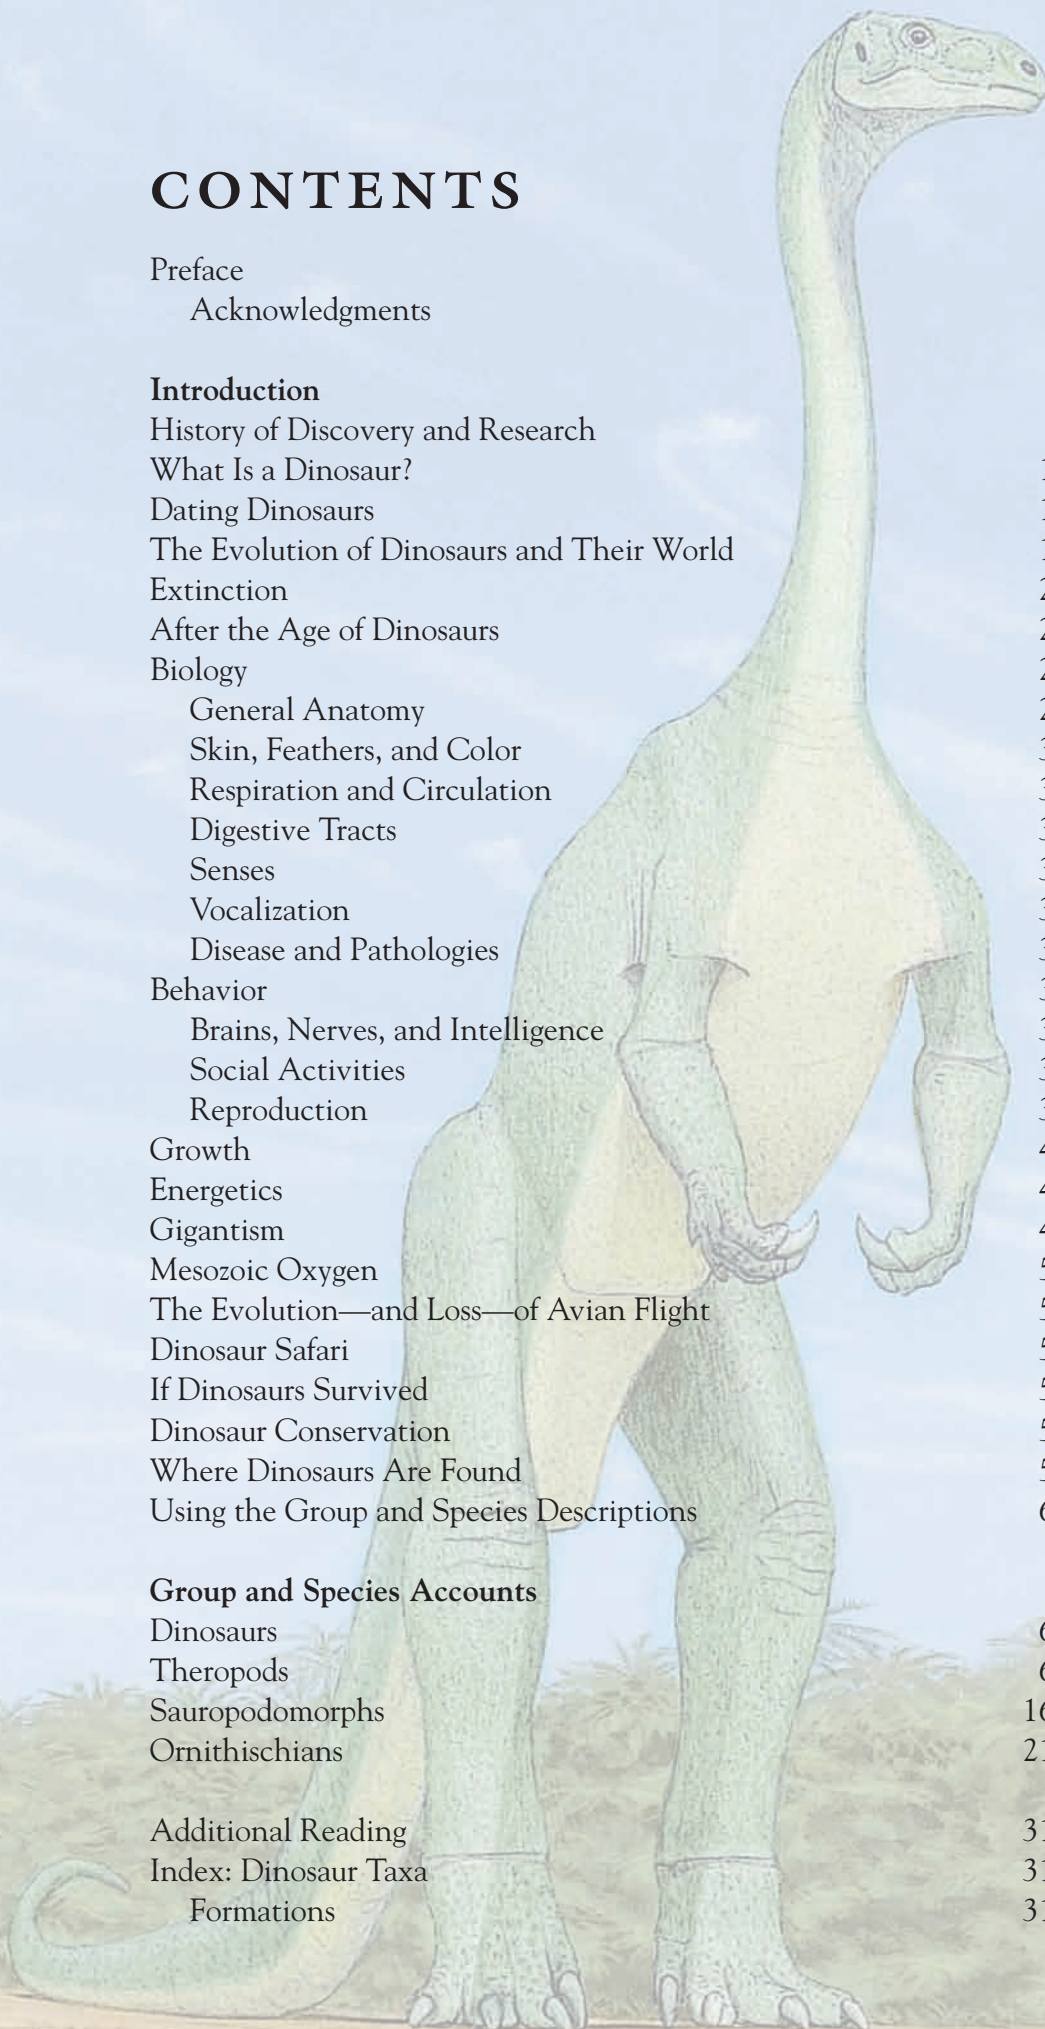 CONTENTS
Preface
Acknowledgments
Introduction
History of Discovery and Research
What Is a Dinosaur?
Dating Dinosaurs
The Evolution of Dinosaurs and Their World
Extinction
After the Age of Dinosaurs
Biology
General Anatomy
Skin, Feathers, and Color
Respiration and Circulation
Digestive Tracts
Senses
Vocalization
Disease and Pathologies
Behavior
Brains, Nerves, and Intelligence
Social Activities
Reproduction
Growth
Energetics
Gigantism
Mesozoic Oxygen
The Evolution—and Loss—of Avian Flight
Dinosaur Safari
If Dinosaurs Survived
Dinosaur Conservation
Where Dinosaurs Are Found
Using the Group and Species Descriptions
Group and Species Accounts
Dinosaurs
Theropods
Sauropodomorphs
Ornithischians
Additional Reading
Index: Dinosaur Taxa
Formations